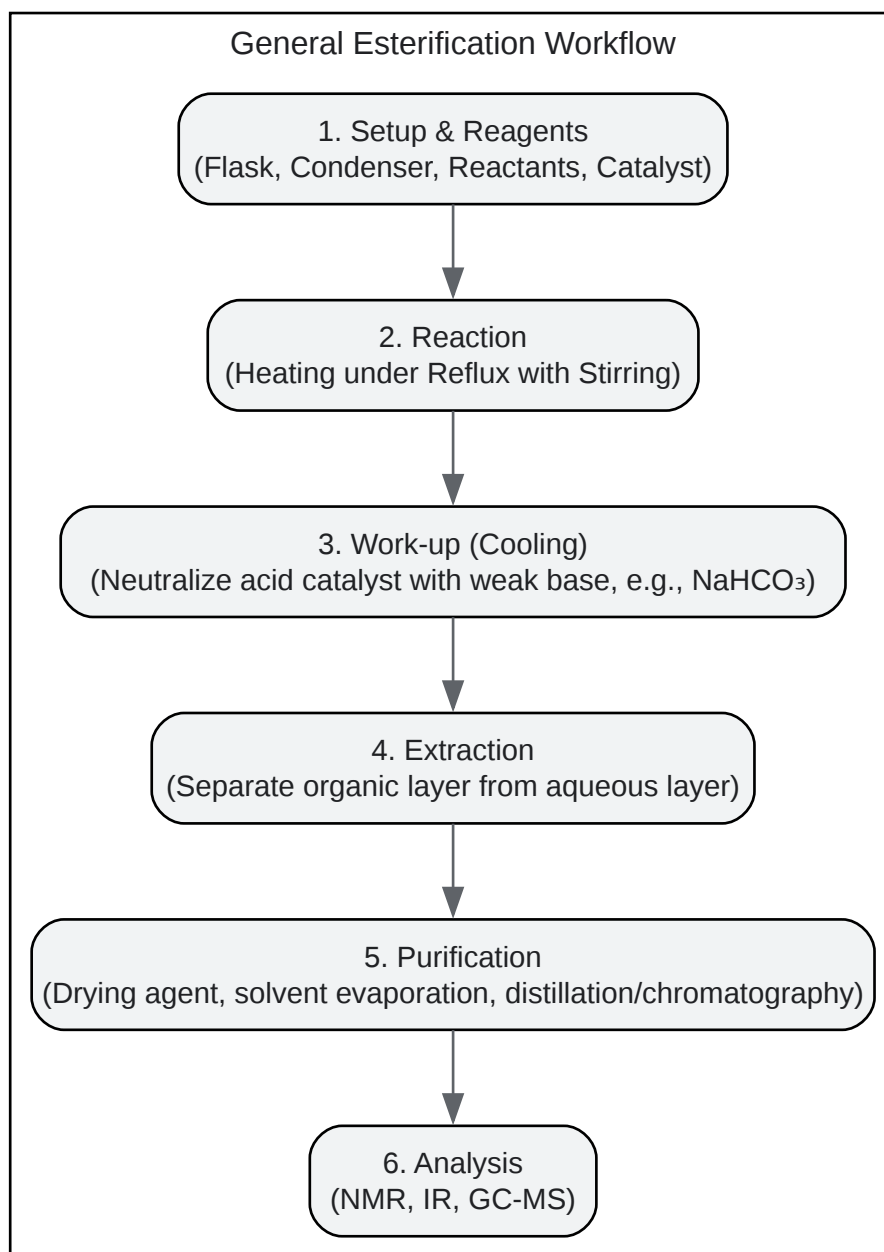 General Esterification Workflow
1. Setup & Reagents
(Flask, Condenser, Reactants, Catalyst)
2. Reaction
(Heating under Reflux with Stirring)
3. Work-up (Cooling)
(Neutralize acid catalyst with weak base, e.g., NaHCO₃)
4. Extraction
(Separate organic layer from aqueous layer)
5. Purification
(Drying agent, solvent evaporation, distillation/chromatography)
6. Analysis
(NMR, IR, GC-MS)